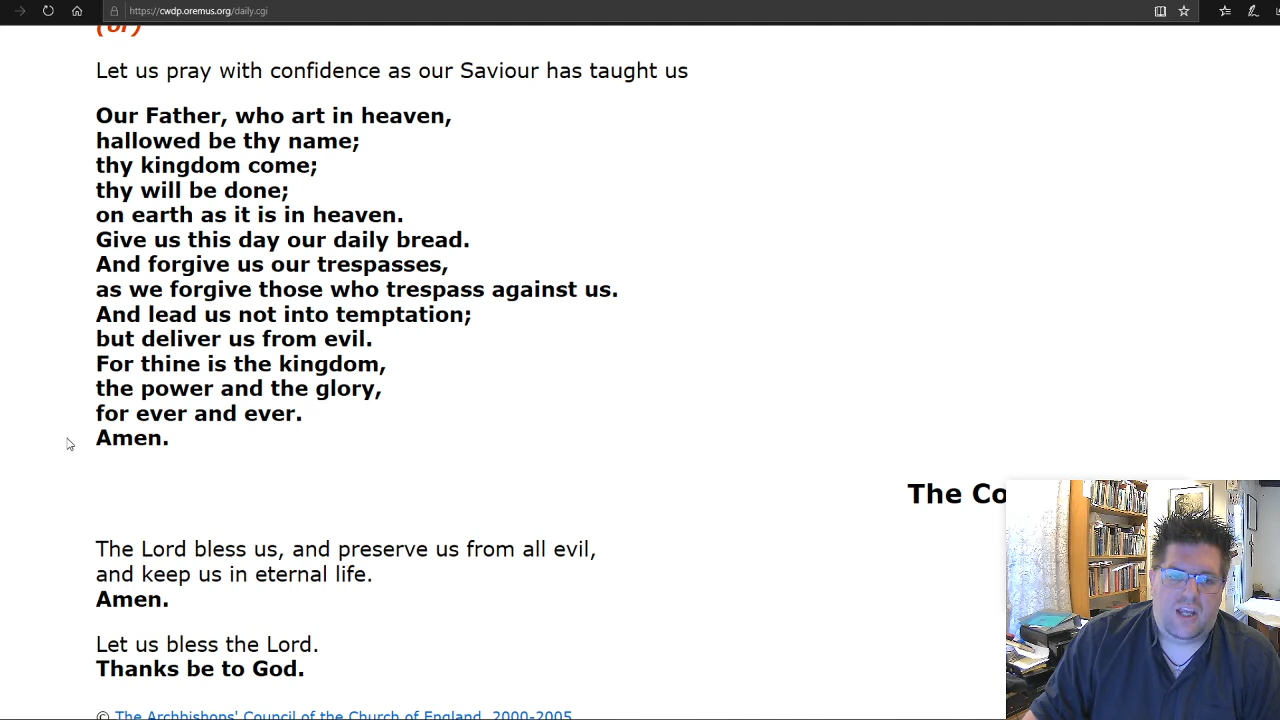 https://cwdp.oremus.org/daily.cgi
(or)
Let us pray with confidence as our Saviour has taught us
Our Father, who art in heaven,
hallowed be thy name;
thy kingdom come;
thy will be done;
on earth as it is in heaven.
Give us this day our daily bread.
And forgive us our trespasses,
as we forgive those who trespass against us.
And lead us not into temptation;
but deliver us from evil.
For thine is the kingdom,
the power and the glory,
for ever and ever.
Amen.
The Co
The Lord bless us, and preserve us from all evil,
and keep us in eternal life.
Amen.
Let us bless the Lord.
Thanks be to God.
© The Archbishops' Council of the Church of England, 2000-2005